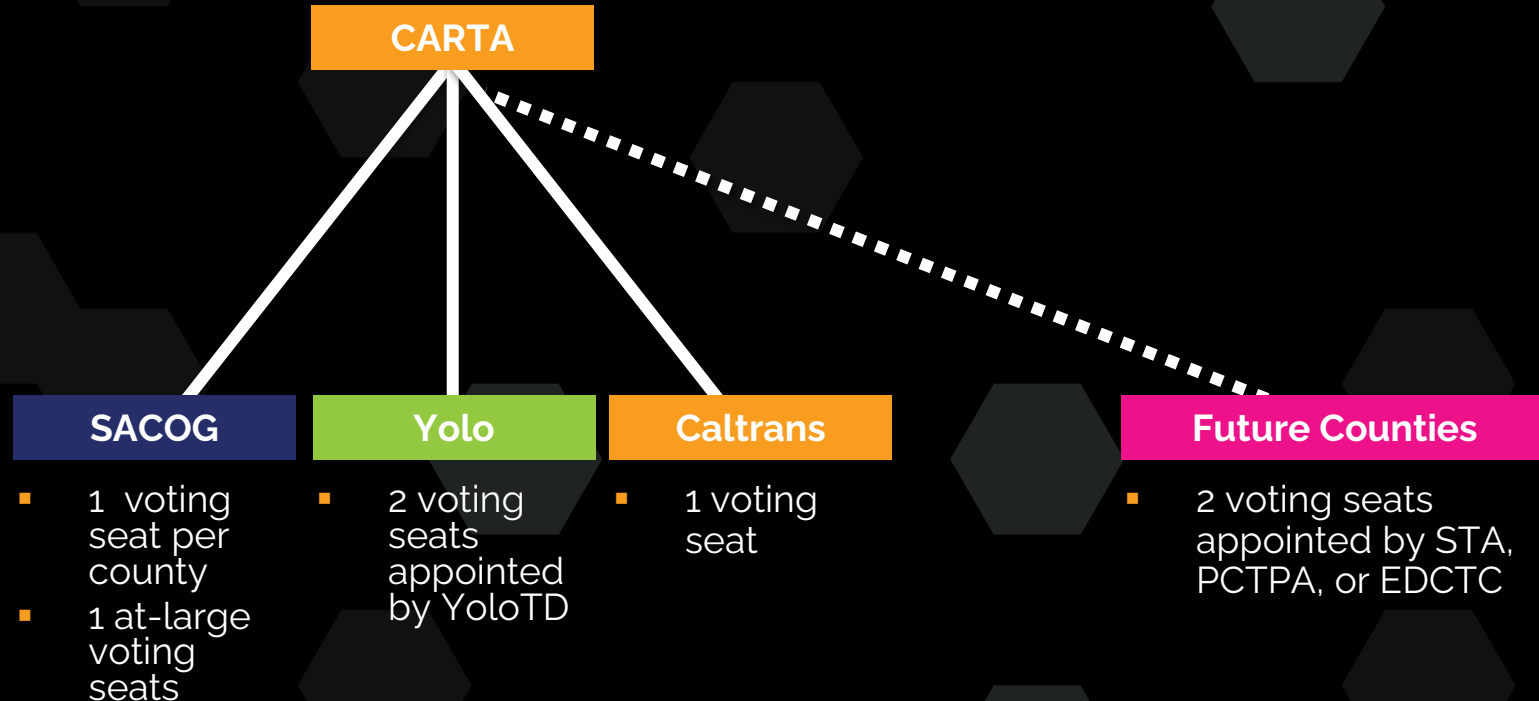 CARTA
SACOG
▪ 1  voting
seat per
county
▪ 1 at-large
voting
seats
Yolo
▪ 2 voting
seats
appointed
by YoloTD
Caltrans
▪ 1 voting
seat
Future Counties
▪ 2 voting seats
appointed by STA,
PCTPA, or EDCTC